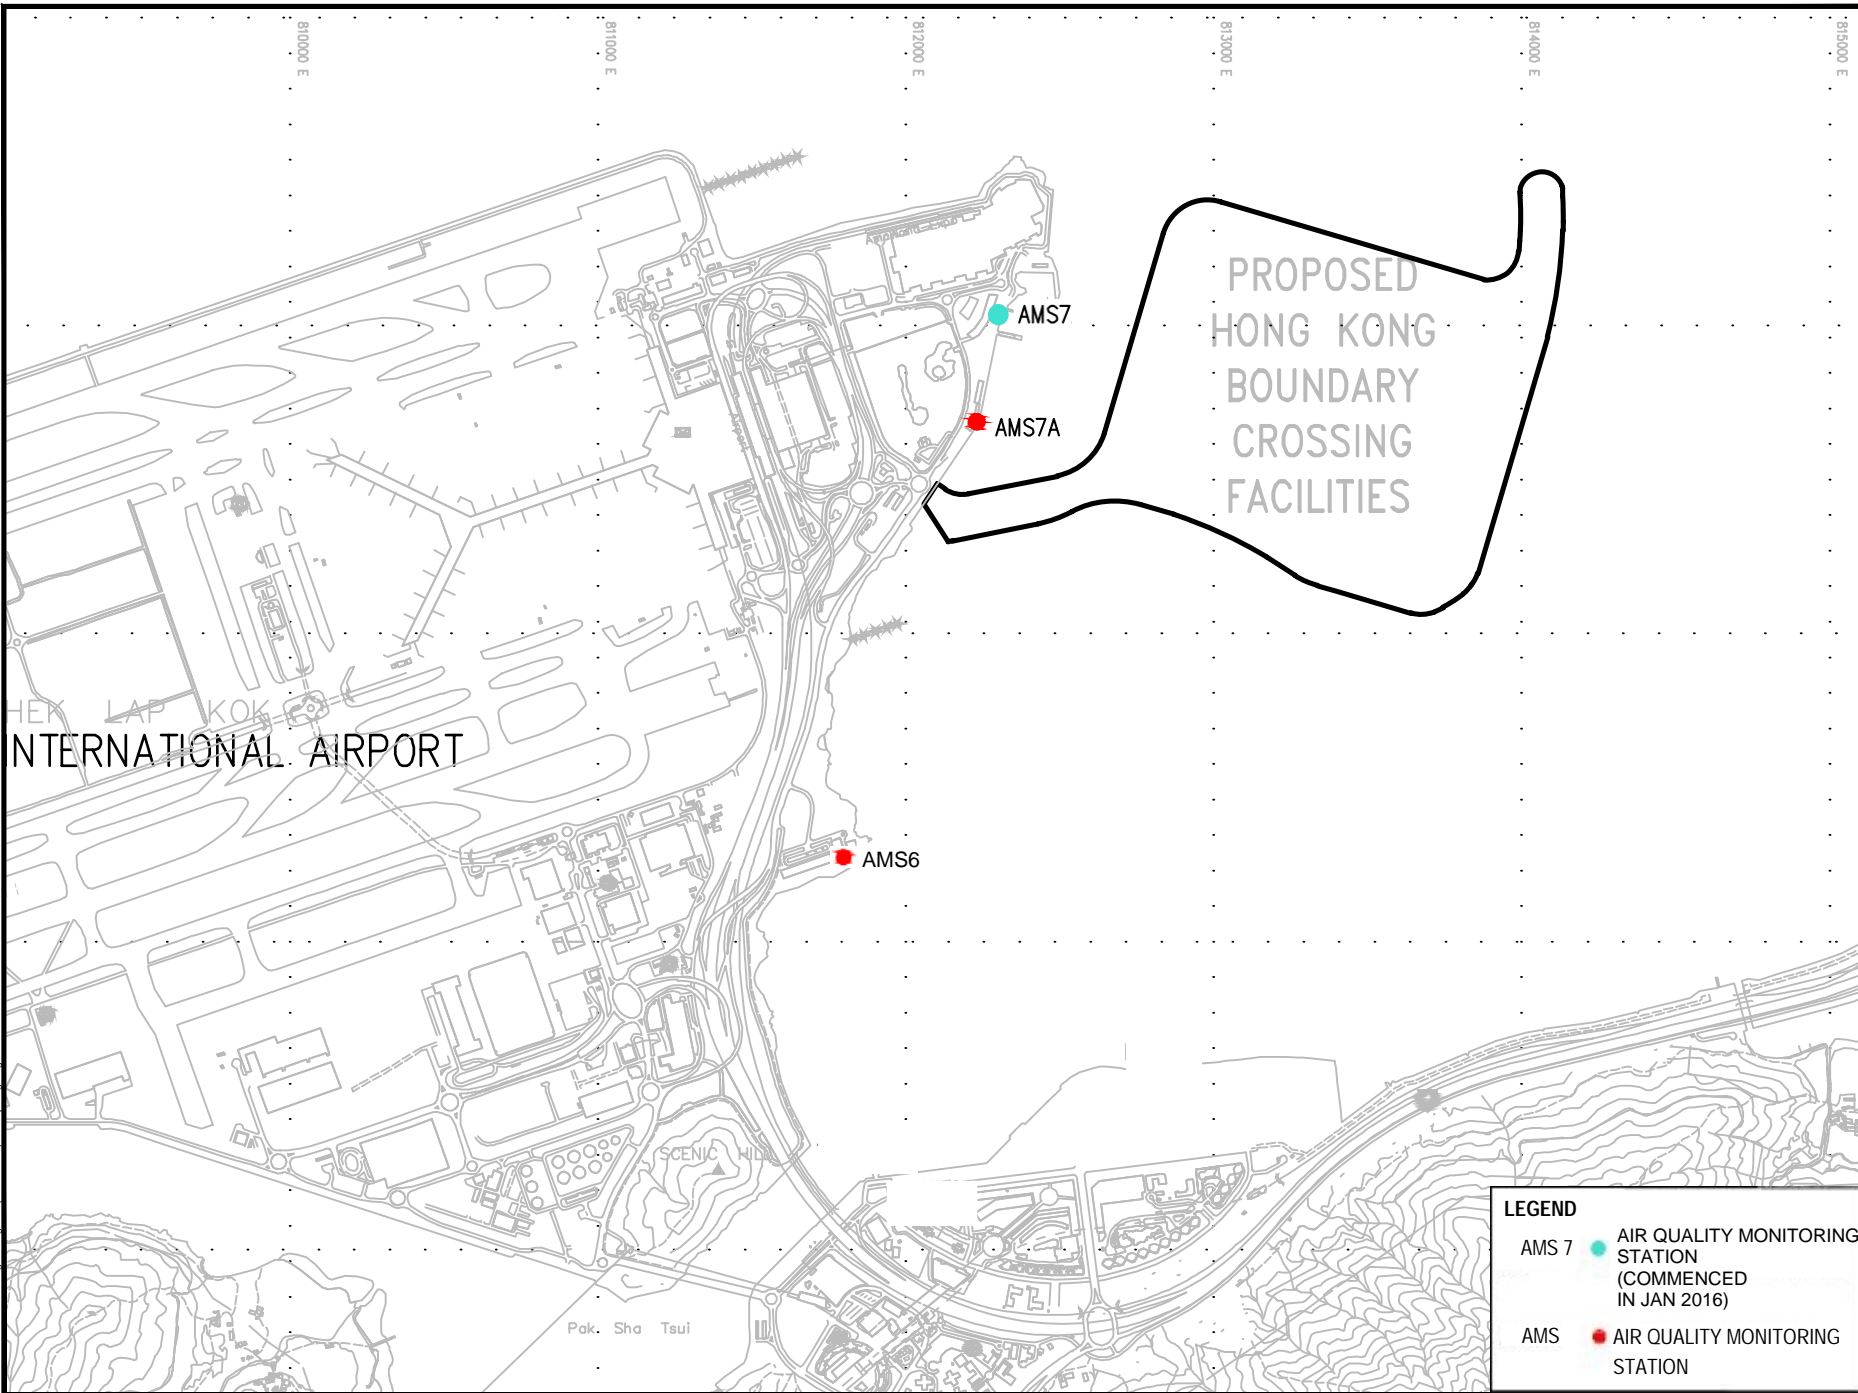 810000 E
811000 E
812000 E
813000 E
814000 E
815000 E
AMS7
AMS7A
PROPOSED
HONG KONG
BOUNDARY
CROSSING
FACILITIES
Airport
HEK LAP KOK
INTERNATIONAL AIRPORT
AMS6
SCENIC HILL
Pak Sha Tsui
LEGEND
AMS 7
AIR QUALITY MONITORING
STATION
(COMMENCED
IN JAN 2016)
AMS
AIR QUALITY MONITORING
STATION